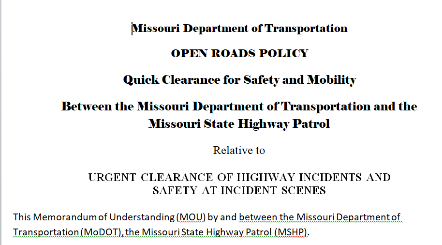 Missouri Department of Transportation
OPEN ROADS POLICY
Quick Clearance for Safety and Mobility
Between the Missouri Department of Transportation and the
Missouri State Highway Patrol
Relative to
URGENT CLEARANCE OF HIGHWAY INCIDENTS AND
SAFETY AT INCIDENT SCENES
This Memorandum of Understanding (MOU) by and between the Missouri Department of
Transportation (MoDOT), the Missouri State Highway Patrol (MSHP).